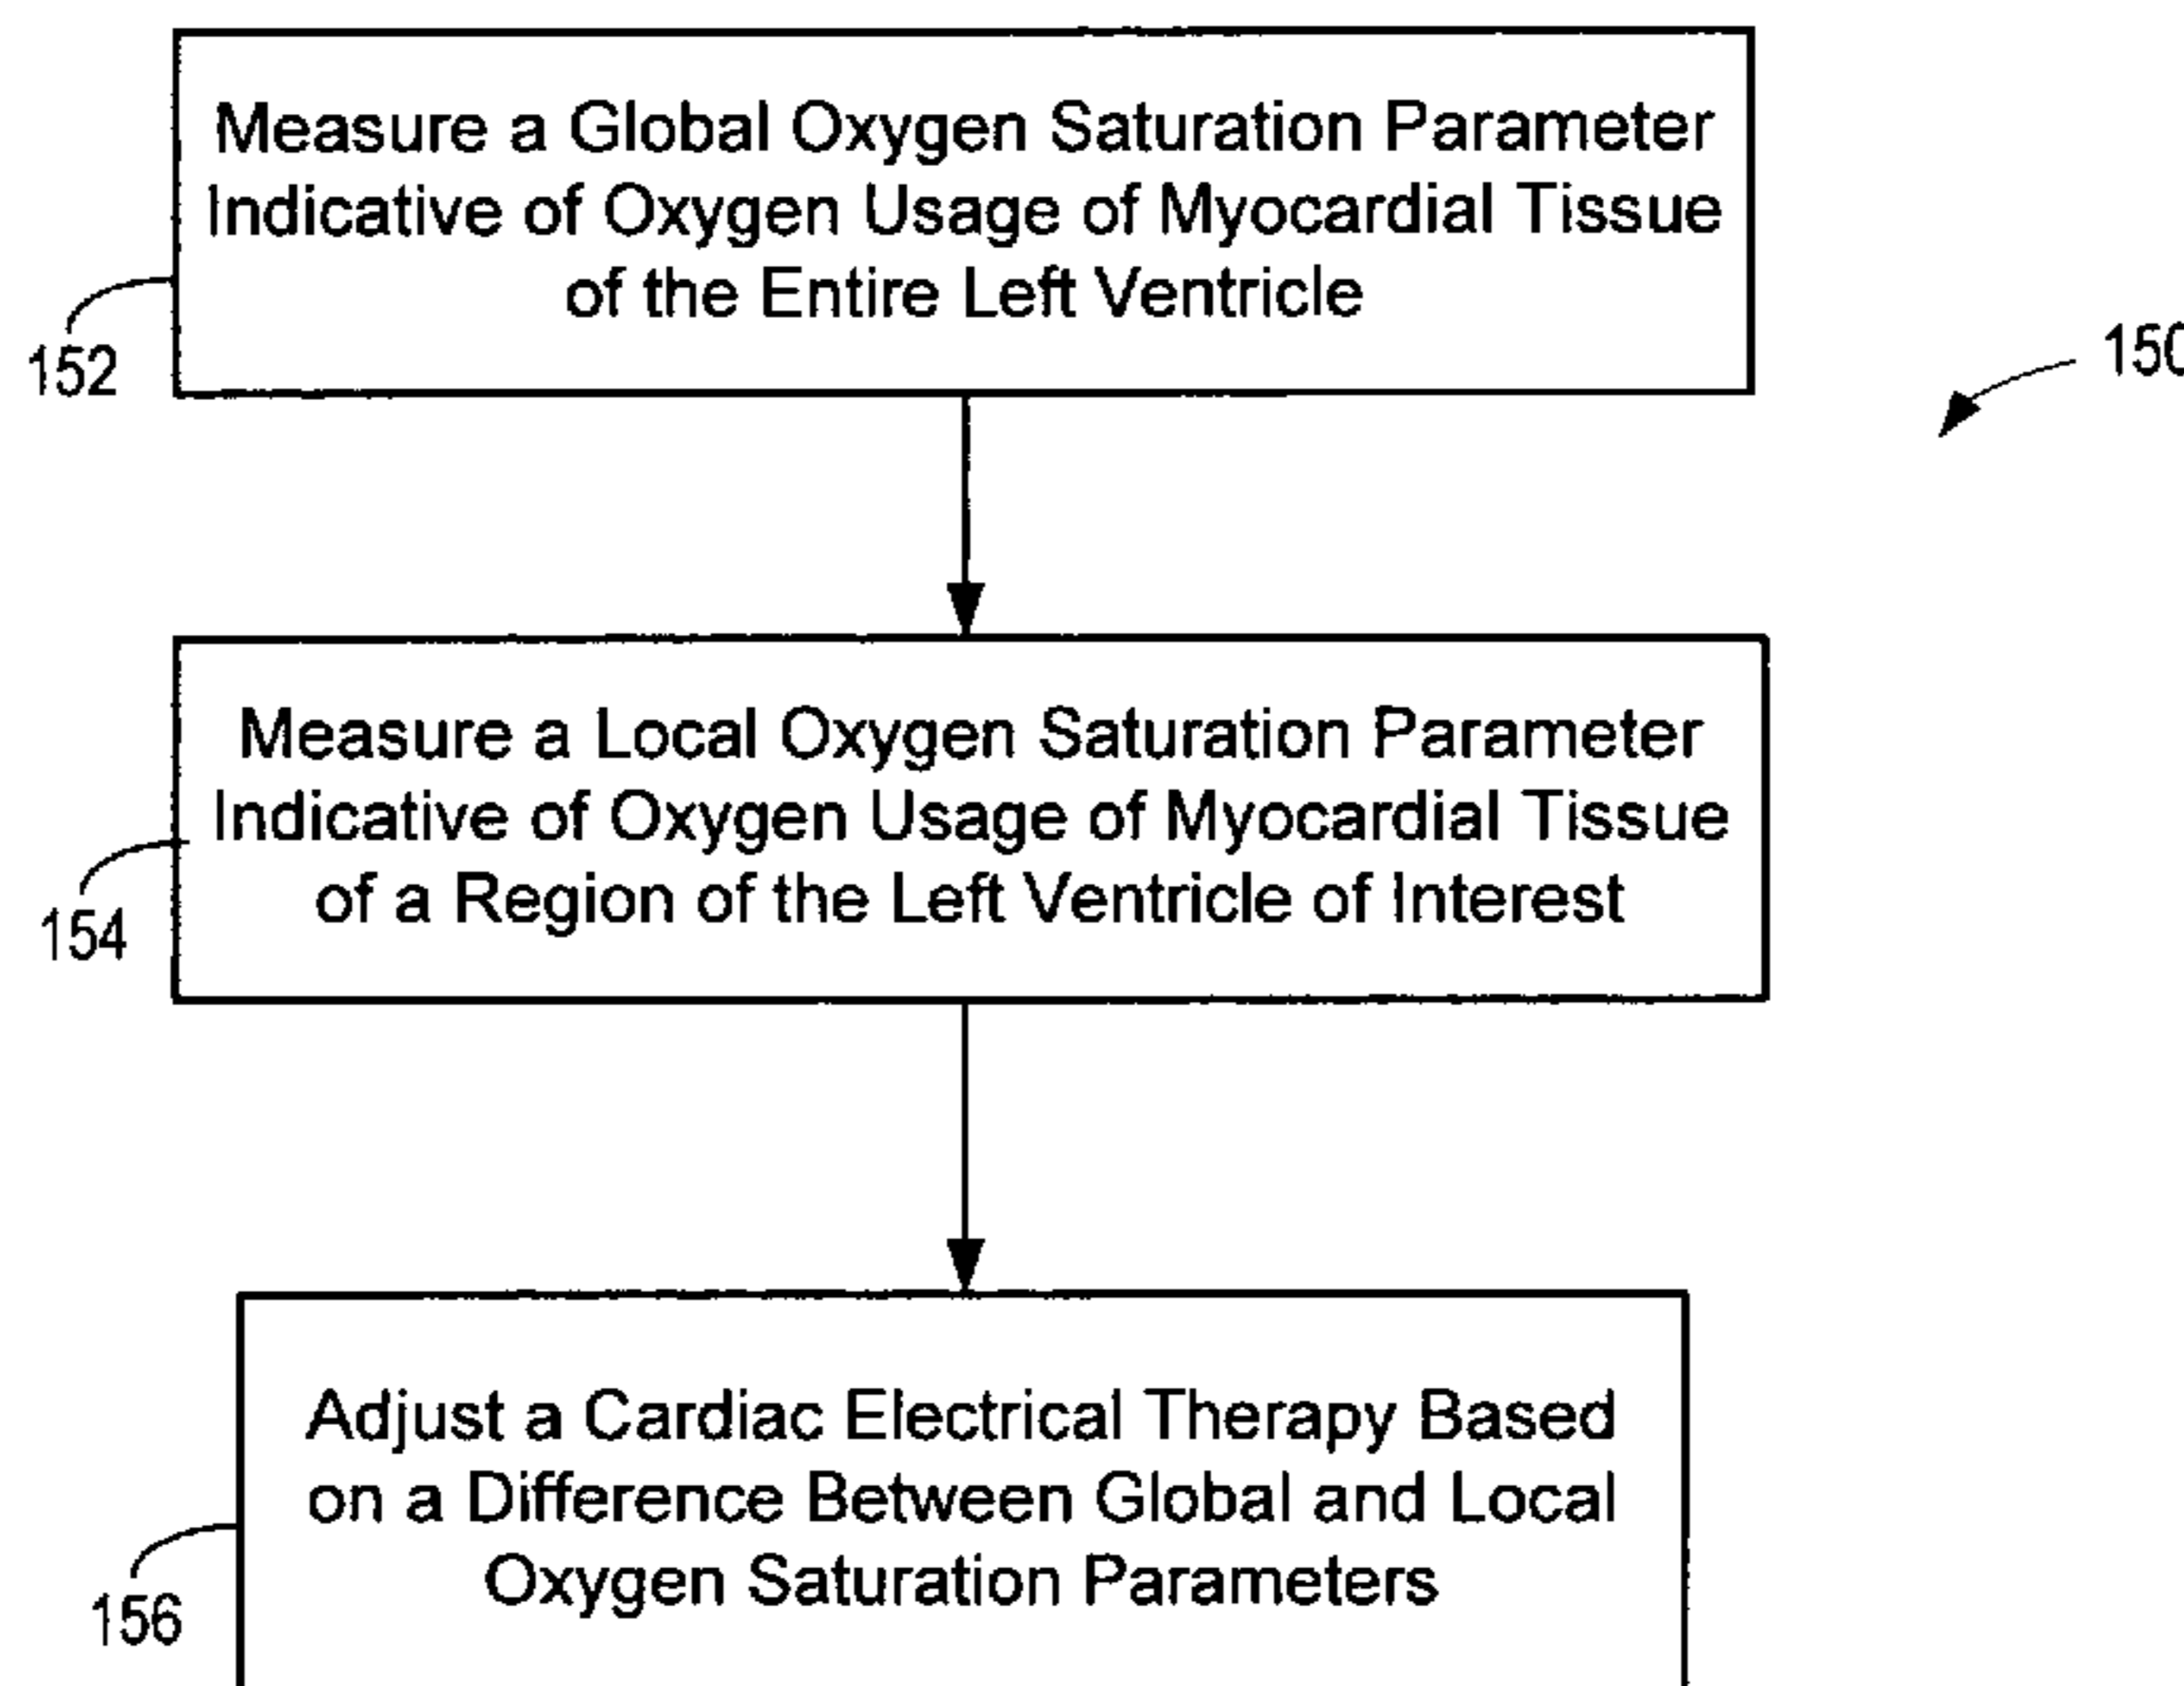 Measure a Global Oxygen Saturation Parameter
Indicative of Oxygen Usage of Myocardial Tissue
of the Entire Left Ventricle
152
150
Measure a Local Oxygen Saturation Parameter
Indicative of Oxygen Usage of Myocardial Tissue
of a Region of the Left Ventricle of Interest
154
Adjust a Cardiac Electrical Therapy Based
on a Difference Between Global and Local
Oxygen Saturation Parameters
156